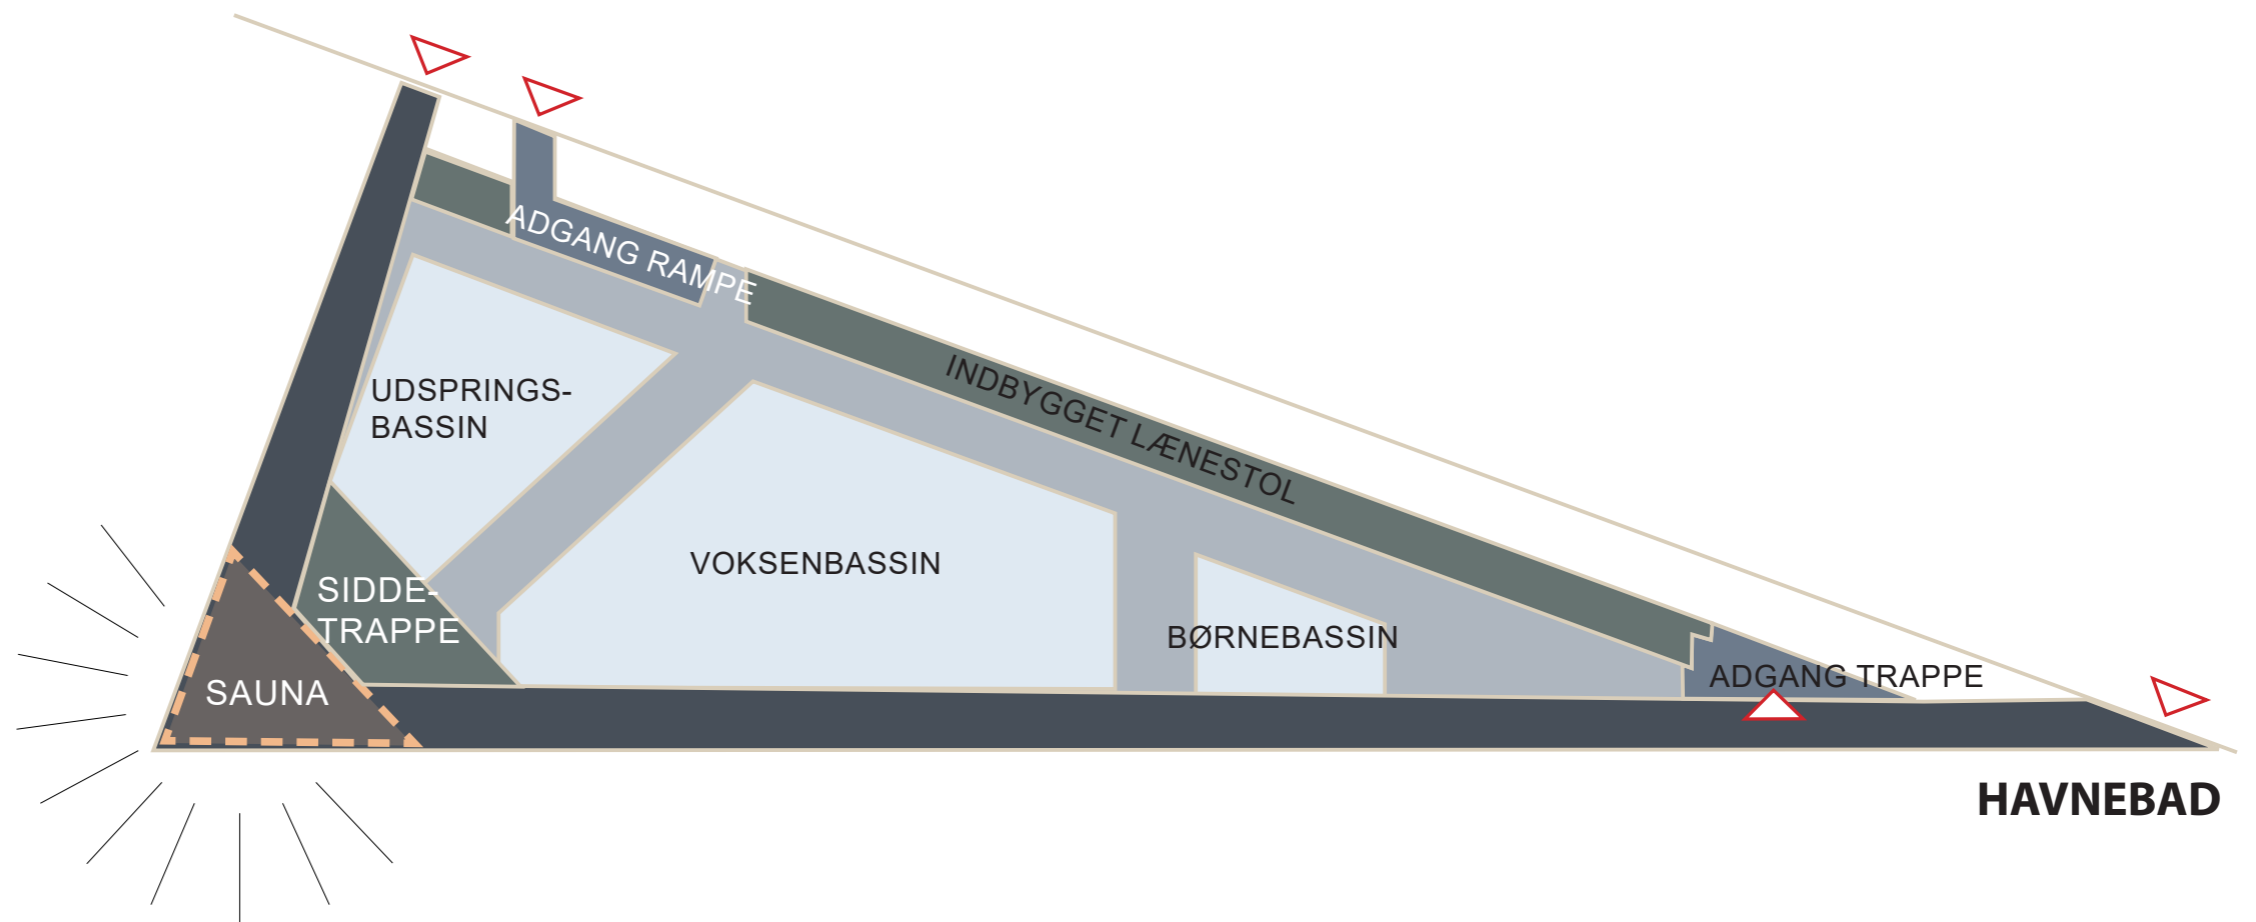 ADGANG RAMPE
INDBYGGET LÆNESTOL
UDSPRINGS-
BASSIN
VOKSENBASSIN
SIDDE-
TRAPPE
BØRNEBASSIN
ADGANG TRAPPE
SAUNA
HAVNEBAD